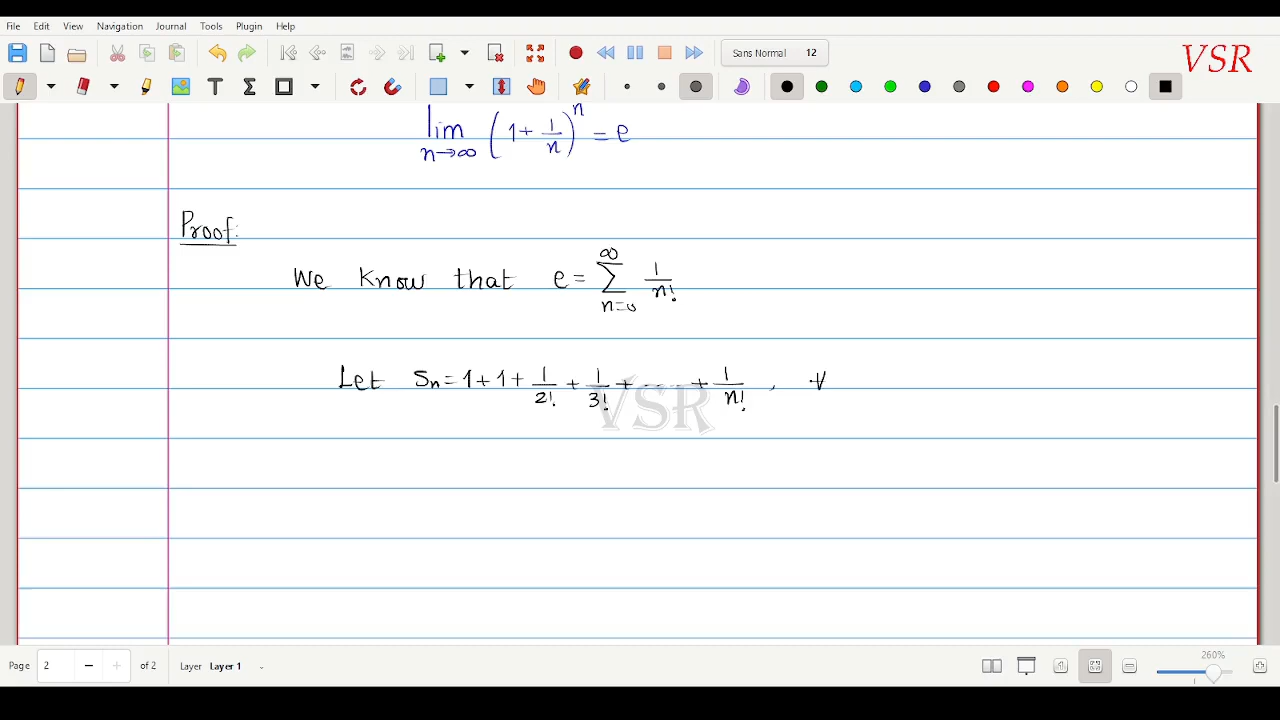 File Edit View Navigation Journal Tools Plugin Help
Sans Normal 12
VSR
lim n→∞ (1 + 1/n)^n = e
Proof:
We know that e = ∑_{n=0}^{∞} 1/n!
Let Sn = 1 + 1 + 1/2! + 1/3! + ..... + 1/n! , ∀
VSR
Page 2 of 2 Layer Layer 1 260%